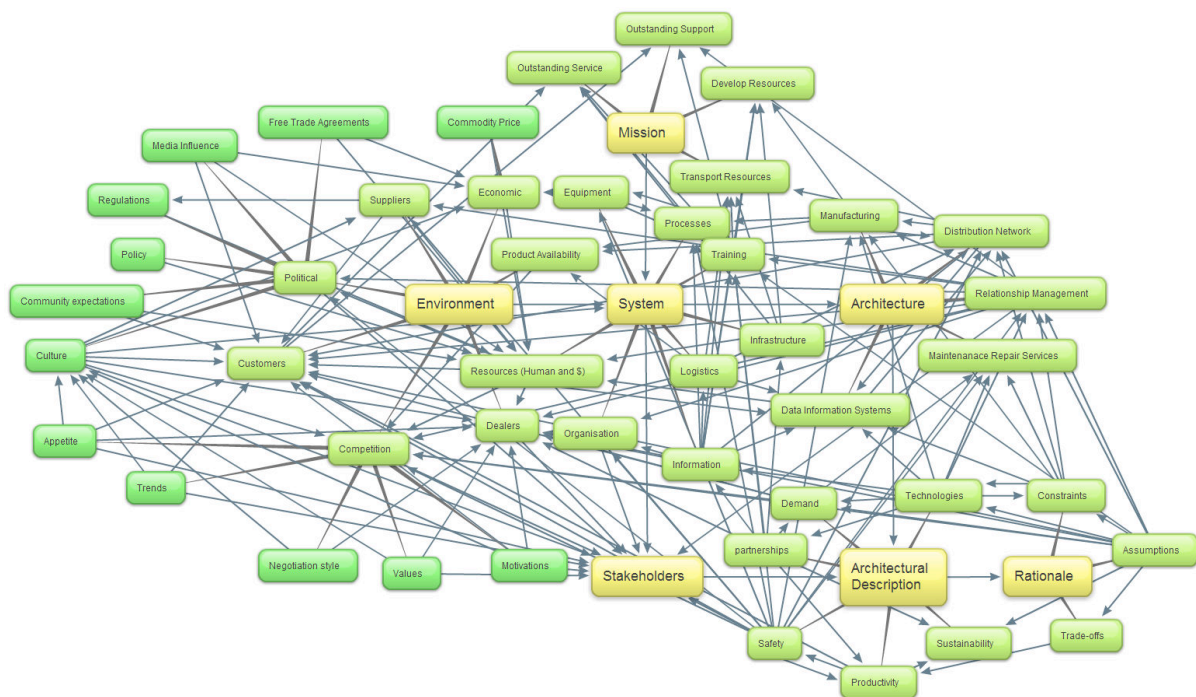 Outstanding Support
Outstanding Service
Develop Resources
Free Trade Agreements
Commodity Price
Mission
Media Influence
Transport Resources
Regulations
Suppliers
Economic
Equipment
Processes
Manufacturing
Distribution Network
Policy
Political
Product Availability
Training
Community expectations
Environment
System
Architecture
Relationship Management
Culture
Customers
Resources (Human and $)
Logistics
Infrastructure
Maintenanace Repair Services
Data Information Systems
Appetite
Competition
Dealers
Organisation
Information
Trends
Demand
Technologies
Constraints
Negotiation style
Values
Motivations
Stakeholders
partnerships
Architectural
Description
Rationale
Assumptions
Safety
Sustainability
Trade-offs
Productivity